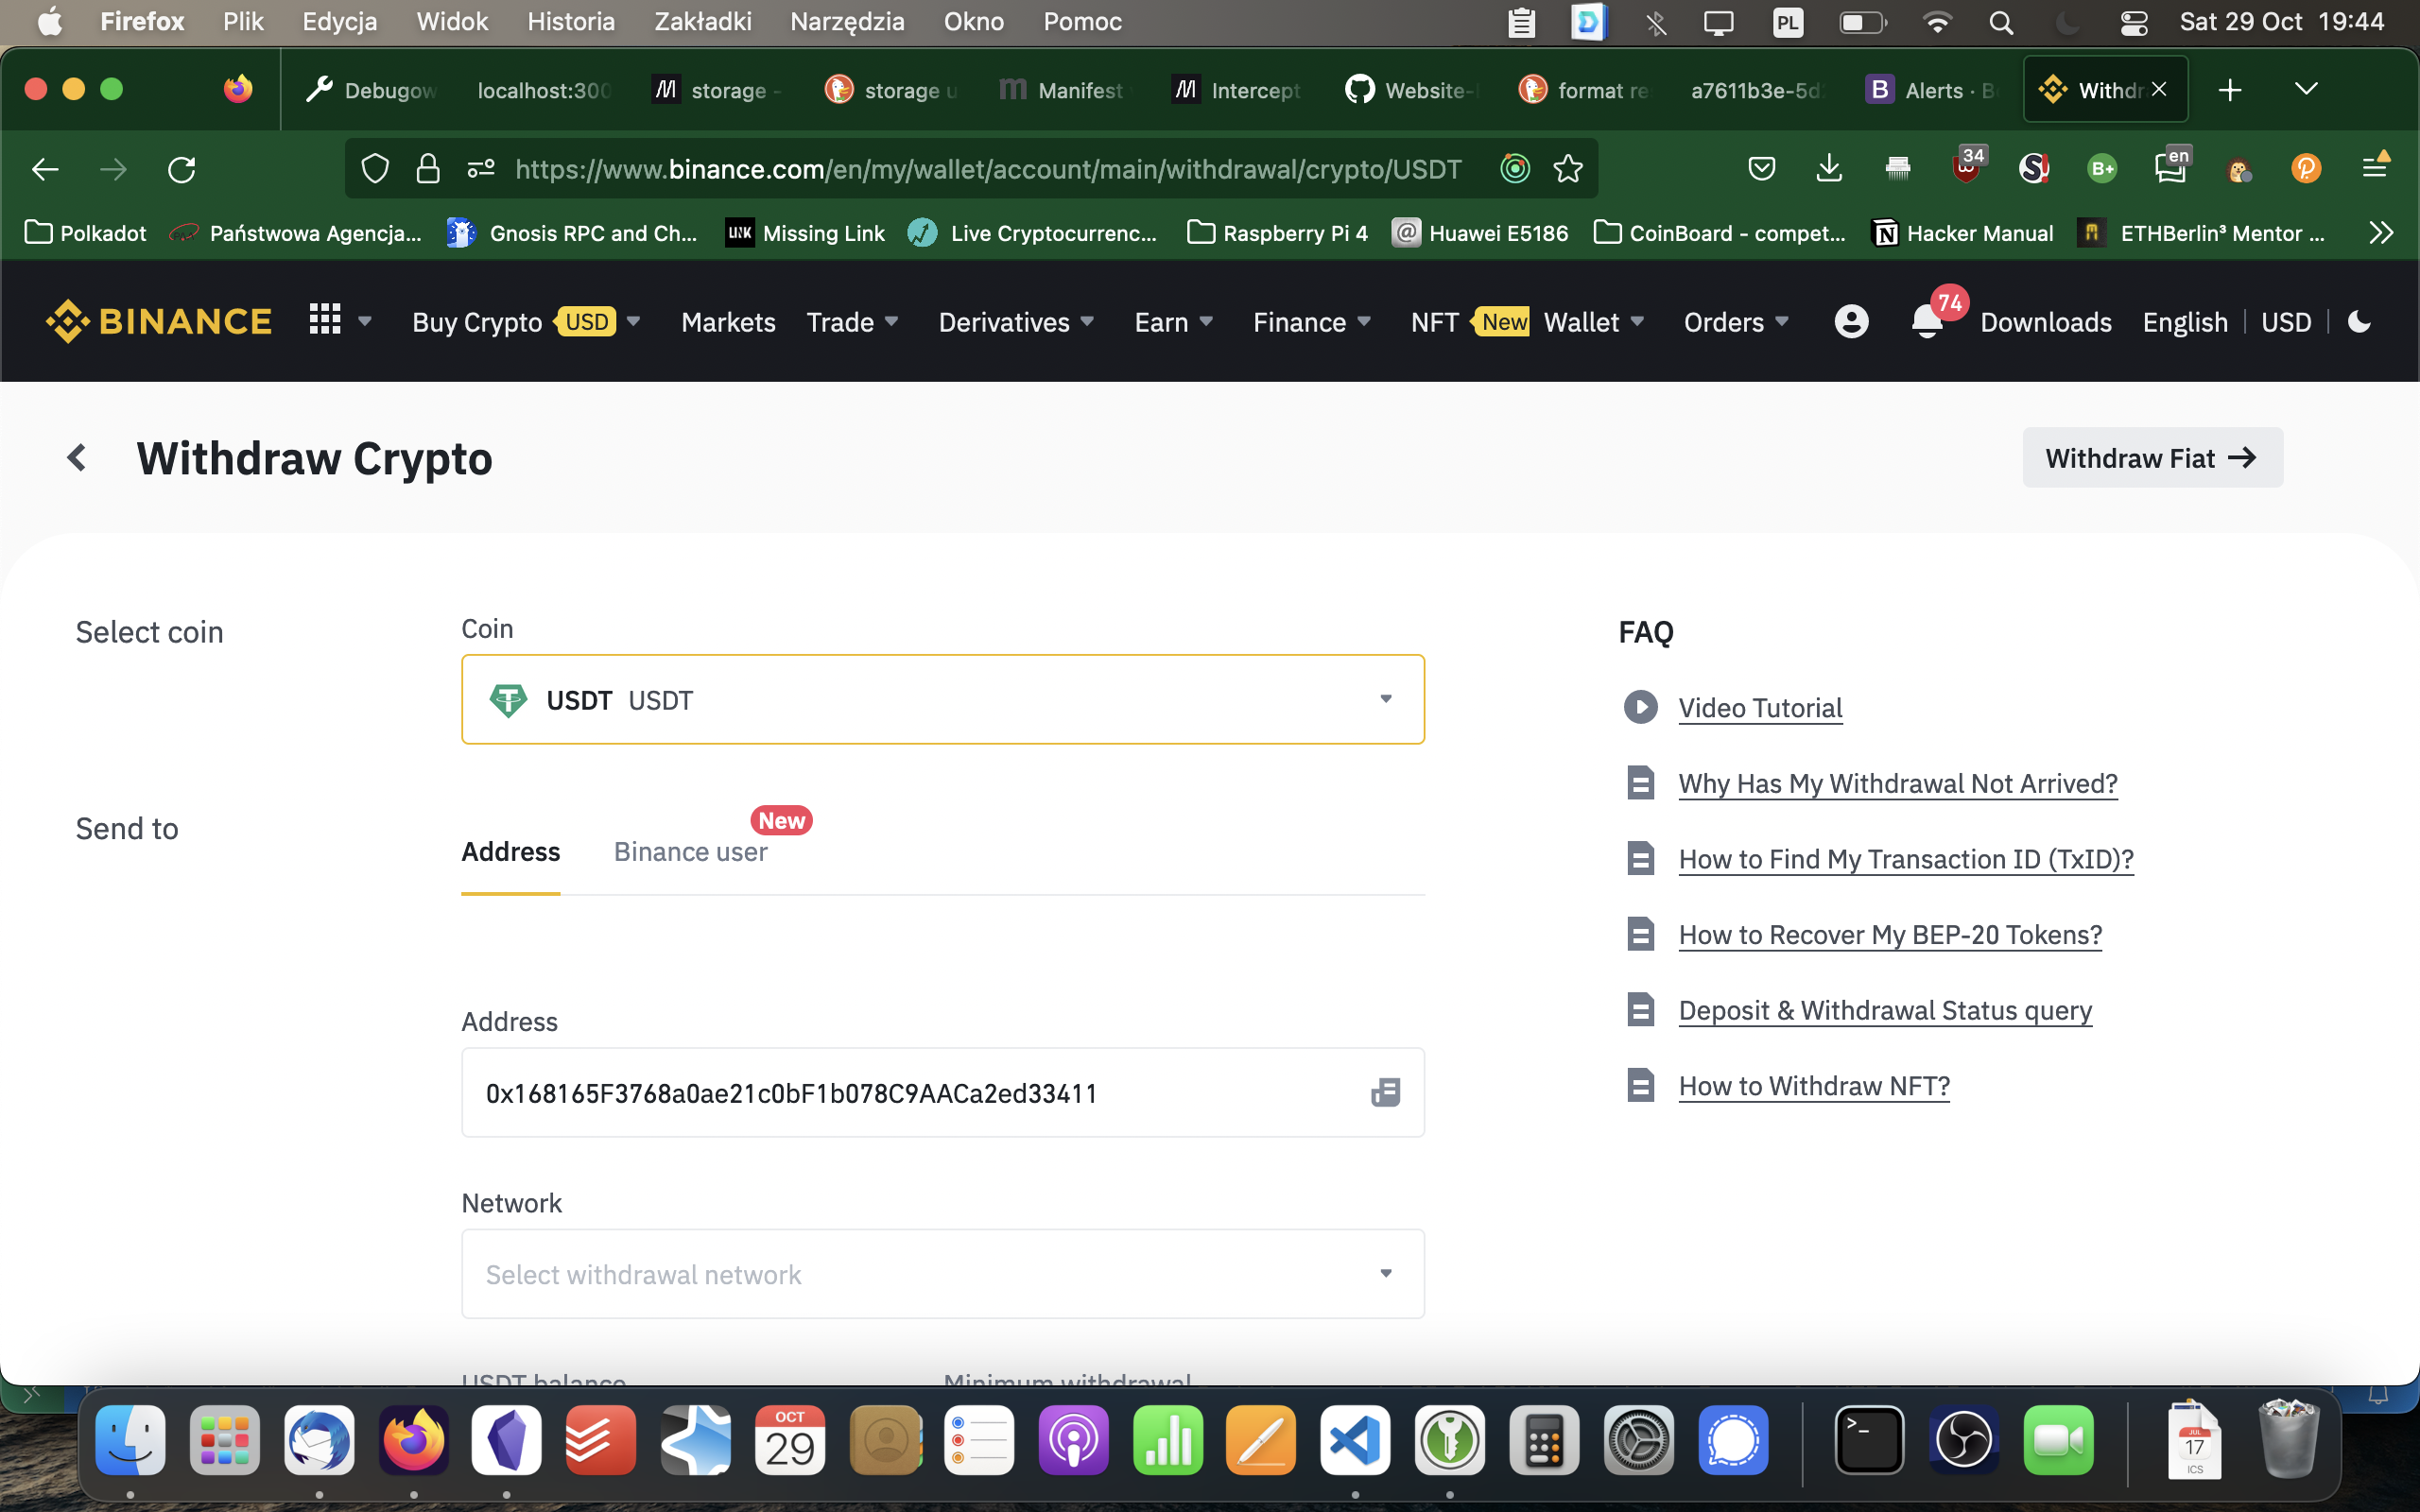 Firefox Plik Edycja Widok Historia Zakładki Narzędzia Okno Pomoc PL Sat 29 Oct 19:44
Debugow localhost:300 storage - storage u Manifest Intercept Website- format re a7611b3e-5d B Alerts · B Withdr
https://www.binance.com/en/my/wallet/account/main/withdrawal/crypto/USDT 34 B+ en
Polkadot Państwowa Agencja... Gnosis RPC and Ch... LINK Missing Link Live Cryptocurrenc... Raspberry Pi 4 @ Huawei E5186 CoinBoard - compet... N Hacker Manual ETHBerlin³ Mentor ...
BINANCE Buy Crypto USD Markets Trade Derivatives Earn Finance NFT New Wallet Orders 74 Downloads English USD
Withdraw Crypto
Withdraw Fiat
Select coin
Coin
USDT USDT
Send to
Address Binance user New
Address
0x168165F3768a0ae21c0bF1b078C9AACa2ed33411
Network
Select withdrawal network
USDT balance Minimum withdrawal
FAQ
Video Tutorial
Why Has My Withdrawal Not Arrived?
How to Find My Transaction ID (TxID)?
How to Recover My BEP-20 Tokens?
Deposit & Withdrawal Status query
How to Withdraw NFT?
OCT
29
>_
JUL
17
ICS